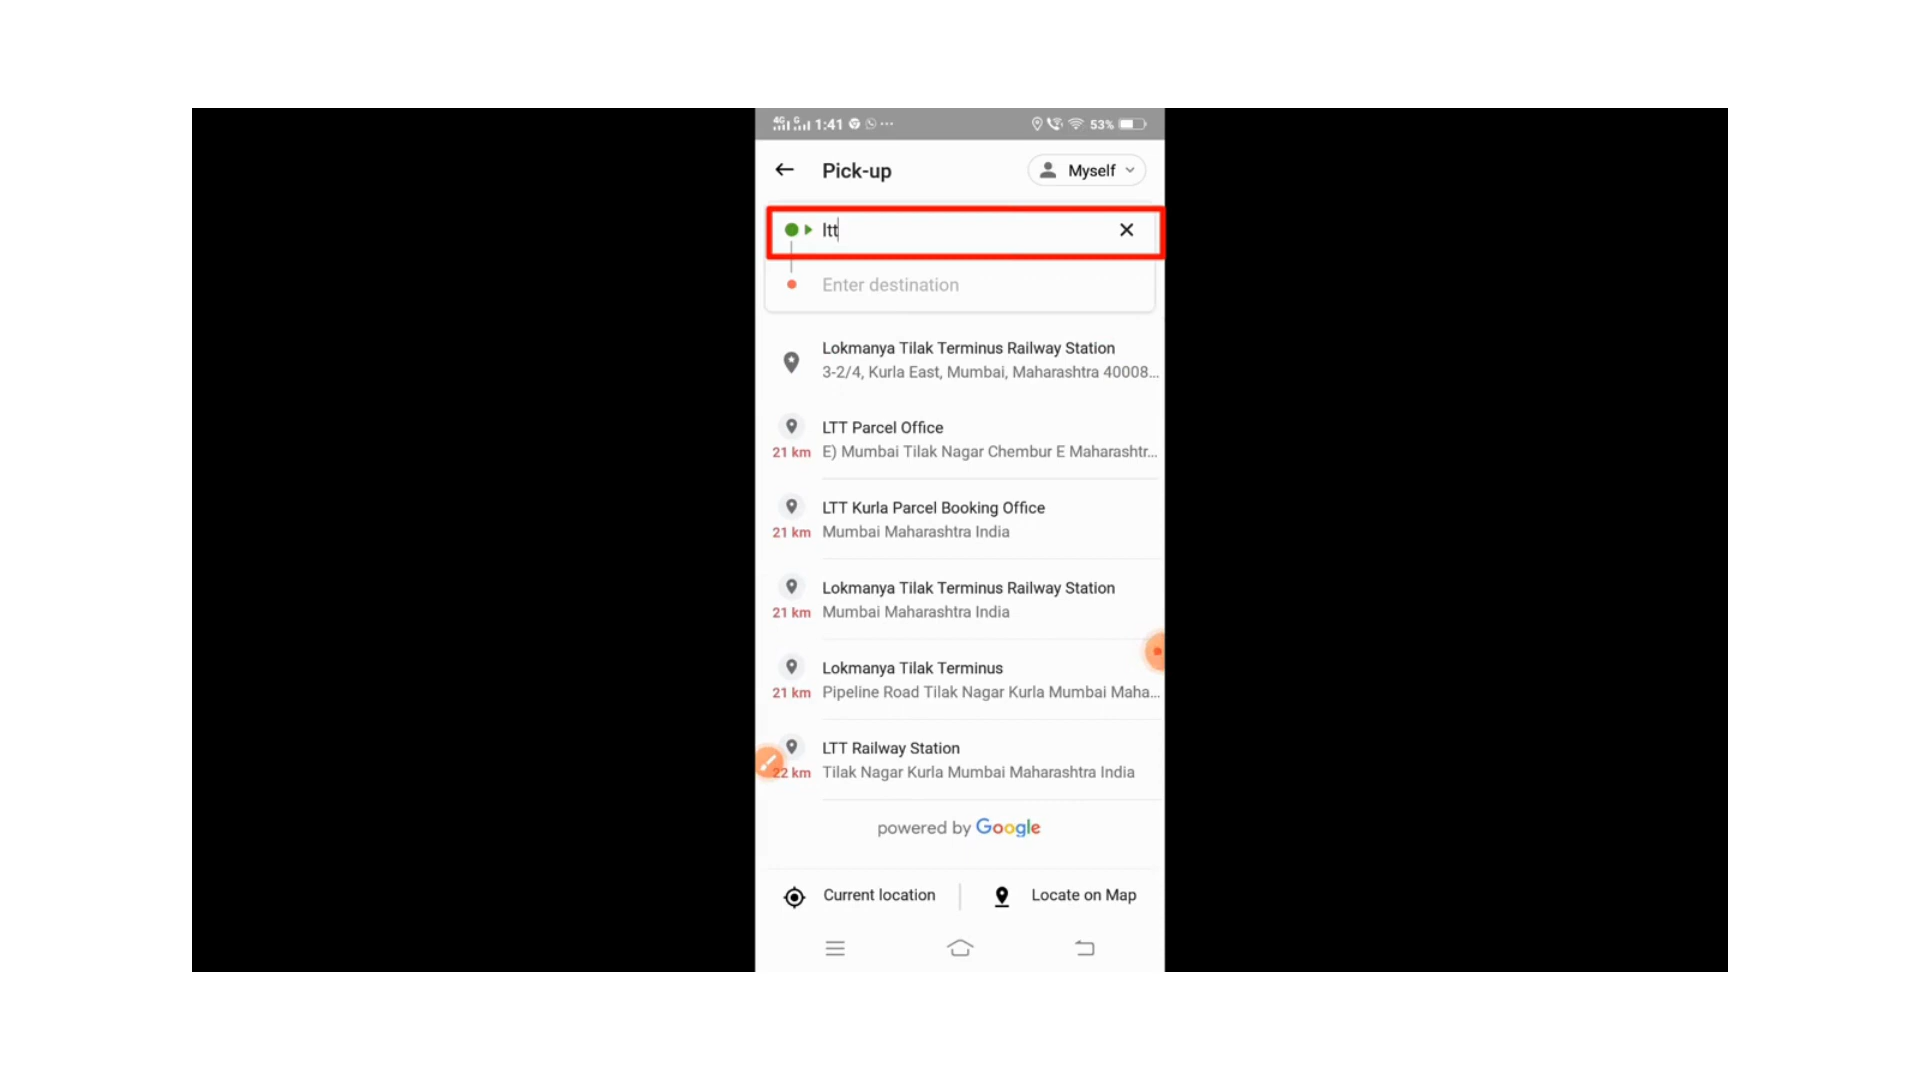 4G G 1:41 53%
Pick-up Myself
ltt
Enter destination
Lokmanya Tilak Terminus Railway Station
3-2/4, Kurla East, Mumbai, Maharashtra 40008...
LTT Parcel Office
21 km E) Mumbai Tilak Nagar Chembur E Maharashtr...
LTT Kurla Parcel Booking Office
21 km Mumbai Maharashtra India
Lokmanya Tilak Terminus Railway Station
21 km Mumbai Maharashtra India
Lokmanya Tilak Terminus
21 km Pipeline Road Tilak Nagar Kurla Mumbai Maha...
LTT Railway Station
22 km Tilak Nagar Kurla Mumbai Maharashtra India
powered by Google
Current location Locate on Map